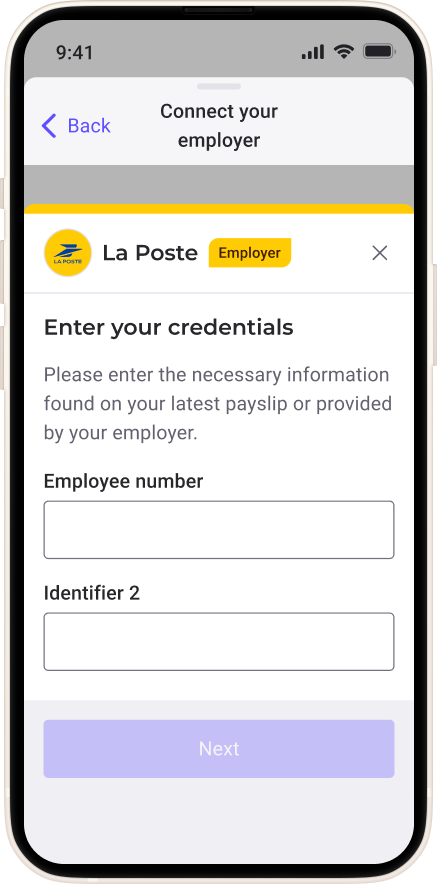 9:41
Back
Connect your
employer
LA POSTE
La Poste
Employer
Enter your credentials
Please enter the necessary information
found on your latest payslip or provided
by your employer.
Employee number
Identifier 2
Next